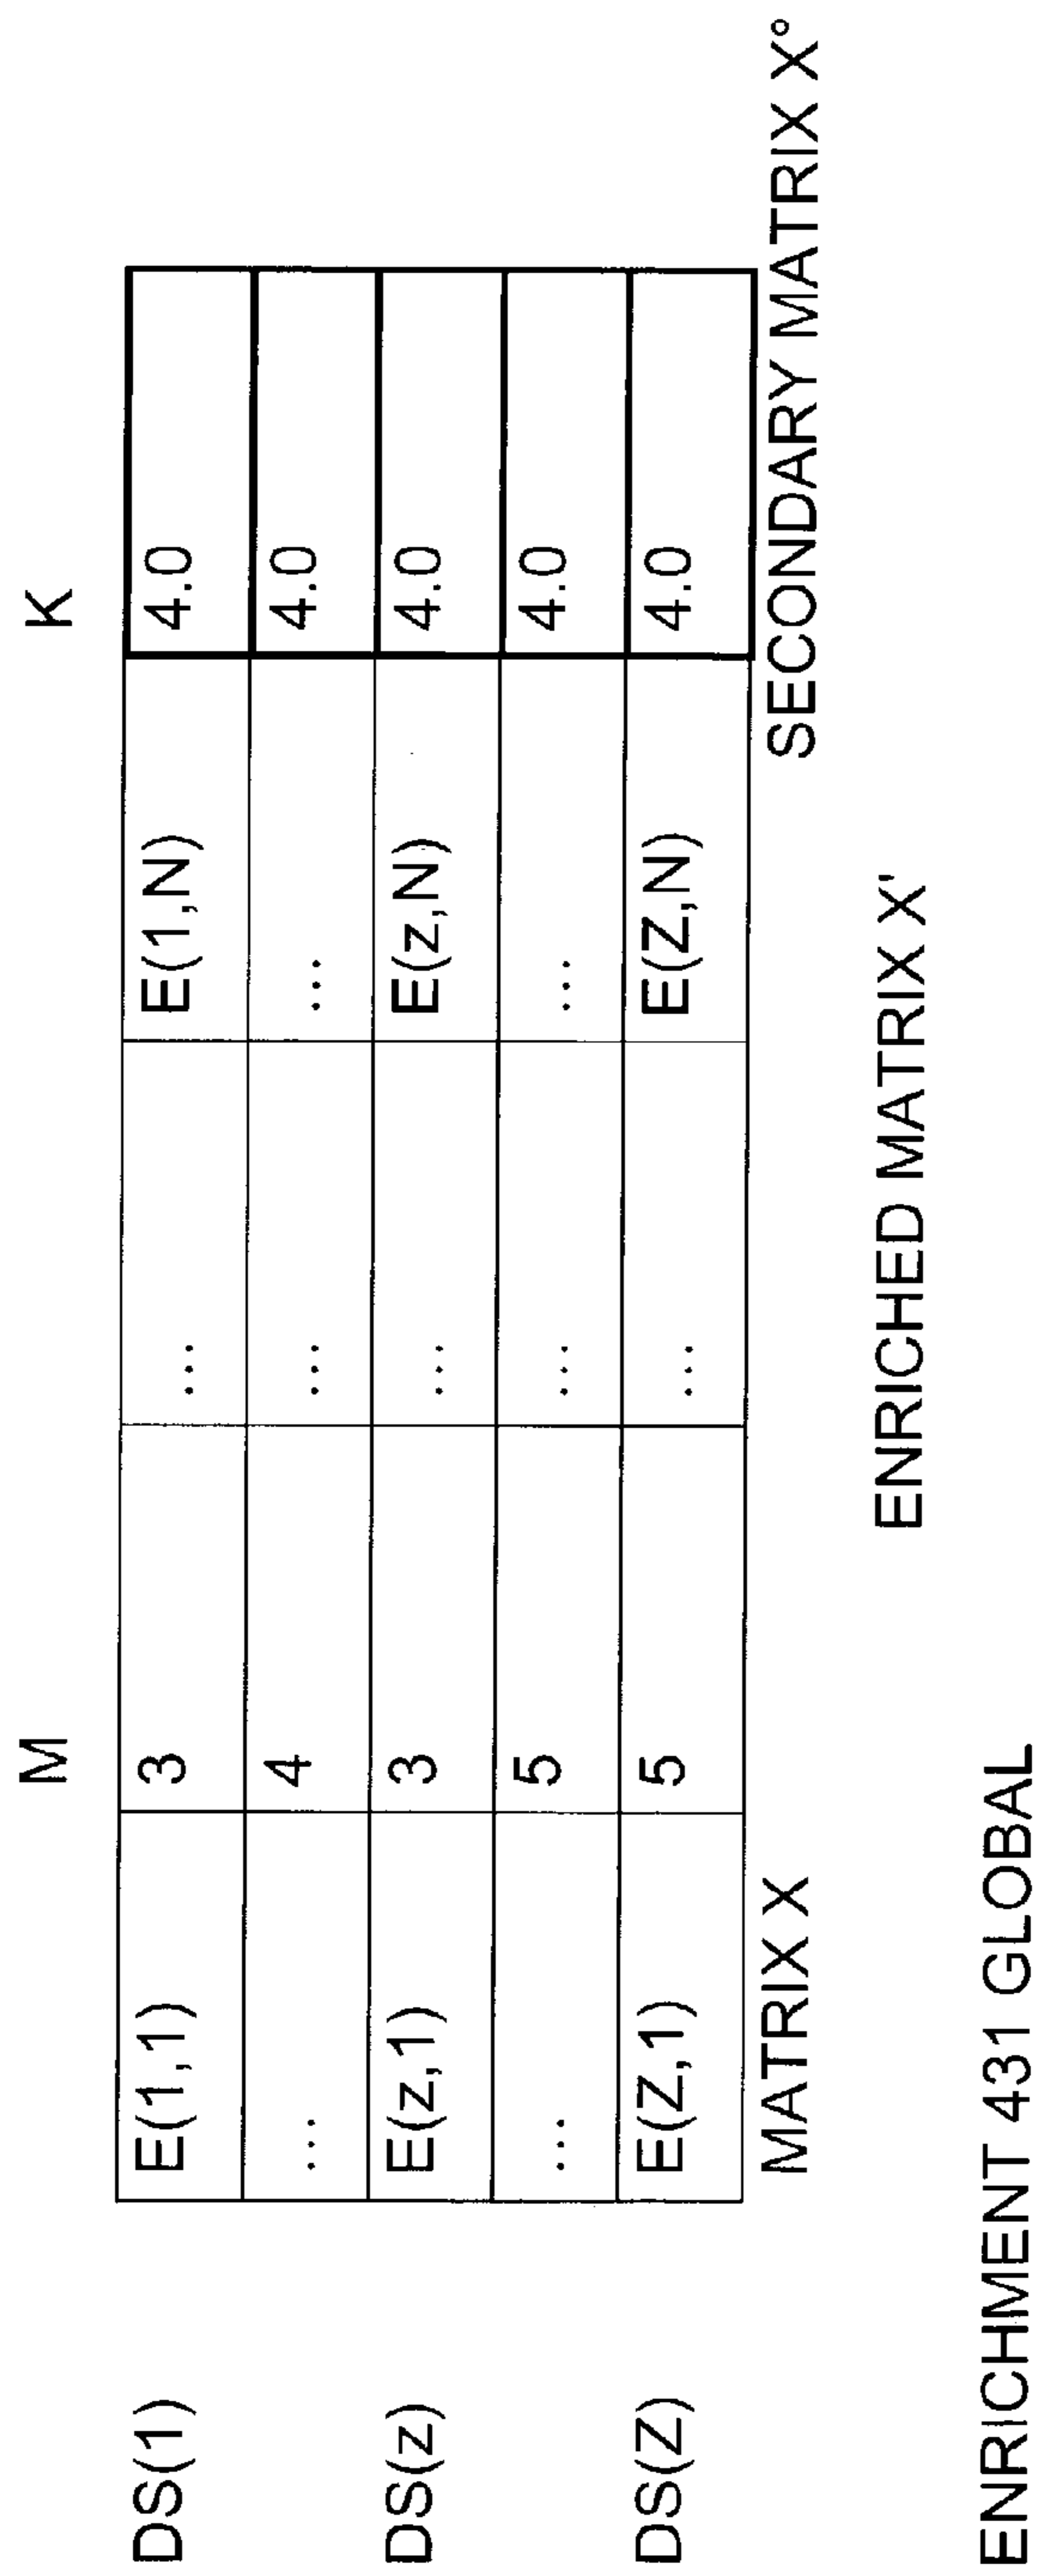 M K
DS(1) E(1,1) 3 ... E(1,N) 4.0
... 4 ... ... 4.0
DS(z) E(z,1) 3 ... E(z,N) 4.0
... 5 ... ... 4.0
DS(Z) E(Z,1) 5 ... E(Z,N) 4.0
MATRIX X SECONDARY MATRIX X°
ENRICHED MATRIX X'
ENRICHMENT 431 GLOBAL